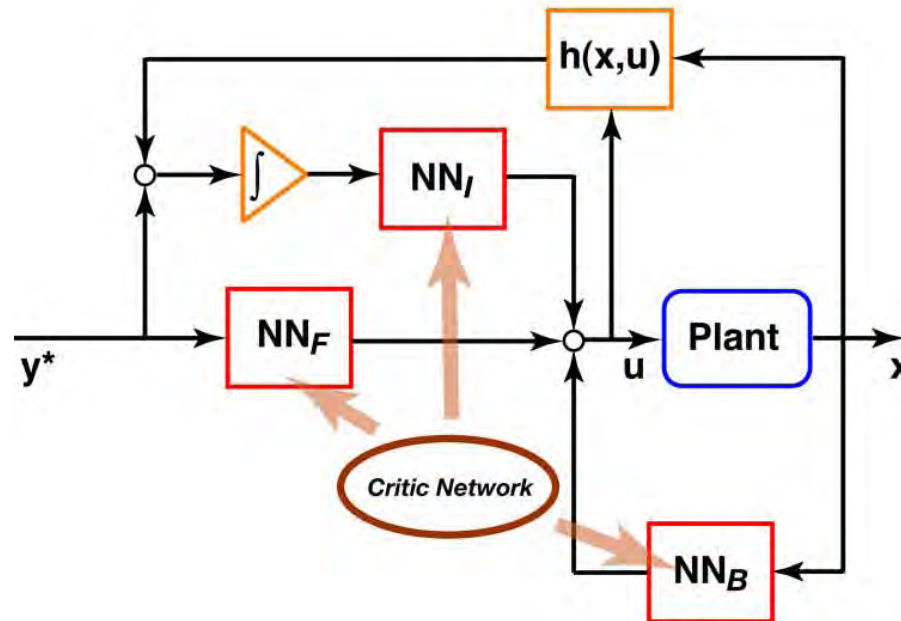 h(x,u)
∫
NN_I
NN_F
Plant
y*
u
x
Critic Network
NN_B